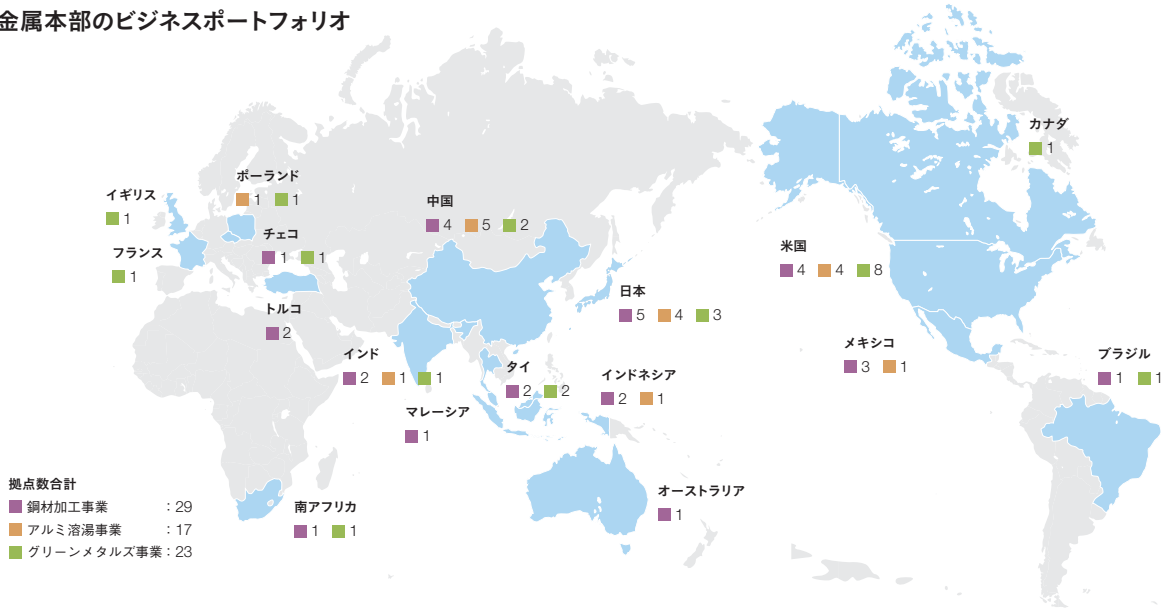 金属本部のビジネスポートフォリオ
カナダ
1
ポーランド
1 1
イギリス
1
中国
4 5 2
チェコ
1 1
フランス
1
米国
4 4 8
日本
5 4 3
トルコ
2
メキシコ
3 1
インド
2 1 1
タイ
2 2
インドネシア
2 1
ブラジル
1 1
マレーシア
1
拠点数合計
鋼材加工事業 : 29
アルミ溶湯事業 : 17
グリーンメタルズ事業 : 23
南アフリカ
1 1
オーストラリア
1